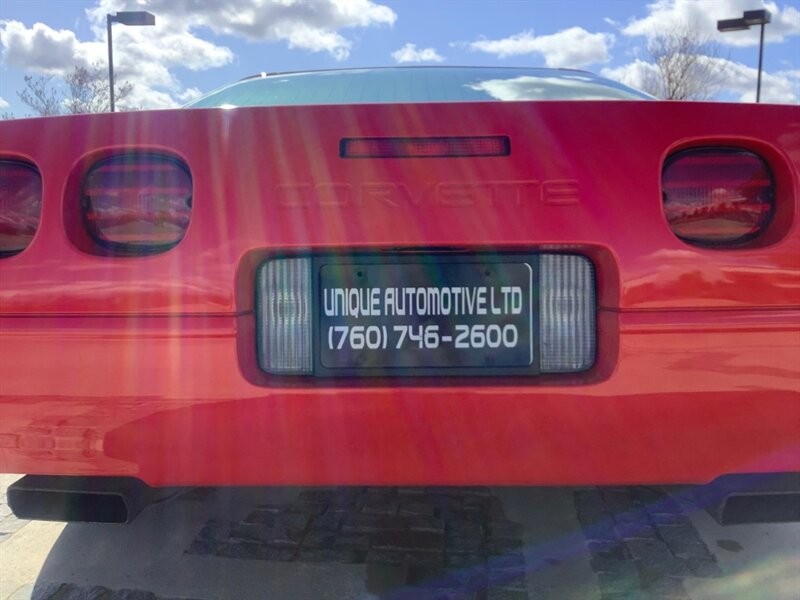 CORVETTE
UNIQUE AUTOMOTIVE LTD
(760) 746-2600